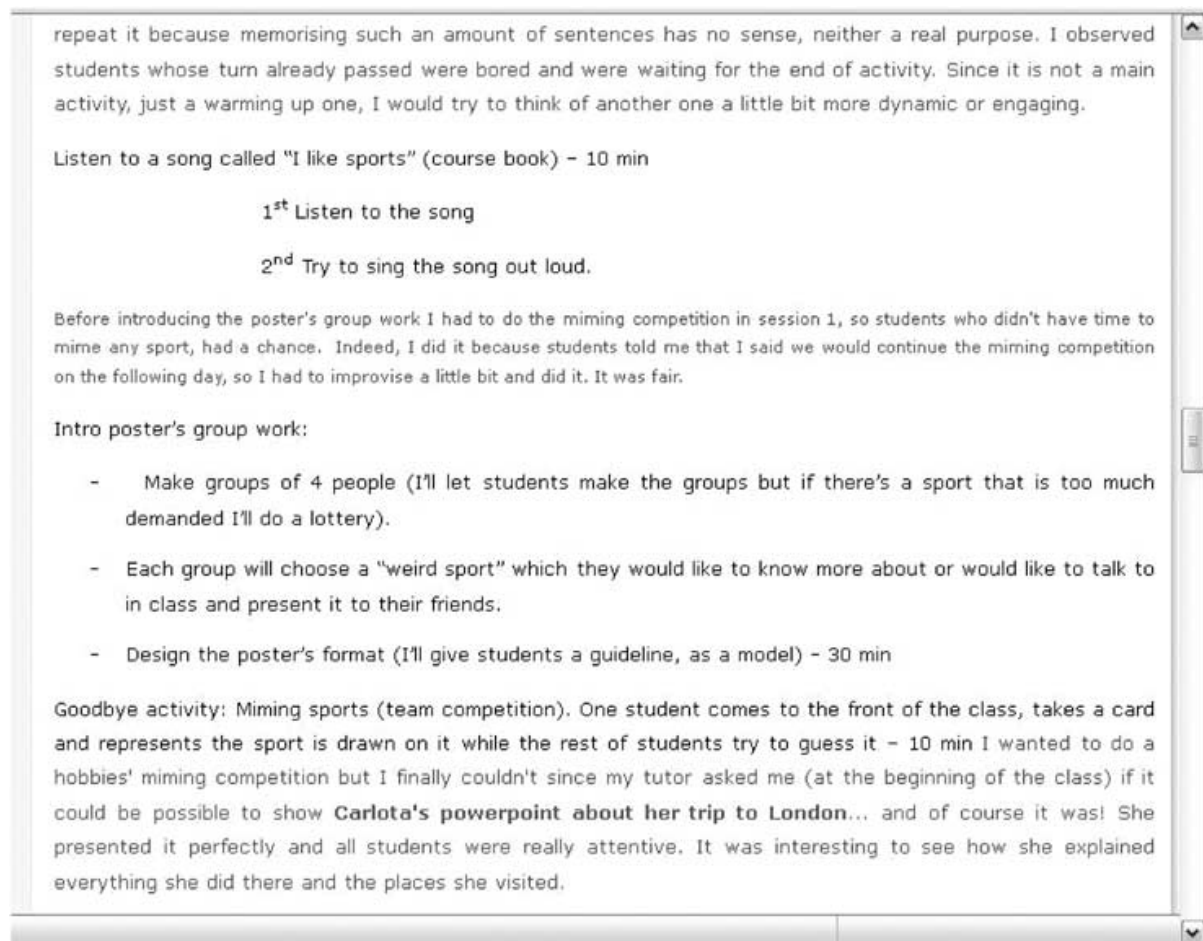 repeat it because memorising such an amount of sentences has no sense, neither a real purpose. I observed
students whose turn already passed were bored and were waiting for the end of activity. Since it is not a main
activity, just a warming up one, I would try to think of another one a little bit more dynamic or engaging.
Listen to a song called "I like sports" (course book) – 10 min
1st Listen to the song
2nd Try to sing the song out loud.
Before introducing the poster's group work I had to do the miming competition in session 1, so students who didn't have time to
mime any sport, had a chance. Indeed, I did it because students told me that I said we would continue the miming competition
on the following day, so I had to improvise a little bit and did it. It was fair.
Intro poster's group work:
- Make groups of 4 people (I'll let students make the groups but if there's a sport that is too much
demanded I'll do a lottery).
- Each group will choose a "weird sport" which they would like to know more about or would like to talk to
in class and present it to their friends.
- Design the poster's format (I'll give students a guideline, as a model) – 30 min
Goodbye activity: Miming sports (team competition). One student comes to the front of the class, takes a card
and represents the sport is drawn on it while the rest of students try to guess it – 10 min I wanted to do a
hobbies' miming competition but I finally couldn't since my tutor asked me (at the beginning of the class) if it
could be possible to show Carlota's powerpoint about her trip to London... and of course it was! She
presented it perfectly and all students were really attentive. It was interesting to see how she explained
everything she did there and the places she visited.